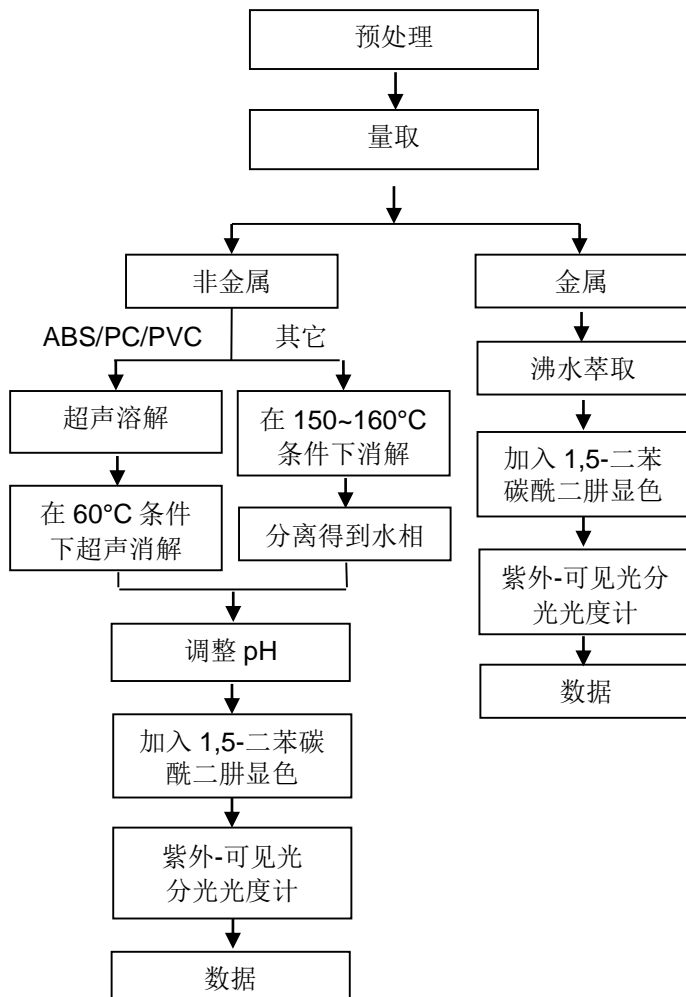 预处理
量取
非金属
金属
ABS/PC/PVC
其它
超声溶解
在 60°C 条件
下超声消解
在 150~160°C
条件下消解
分离得到水相
调整 pH
加入 1,5-二苯碳
酰二肼显色
紫外-可见光
分光光度计
数据
沸水萃取
加入 1,5-二苯
碳酰二肼显色
紫外-可见光分
光光度计
数据